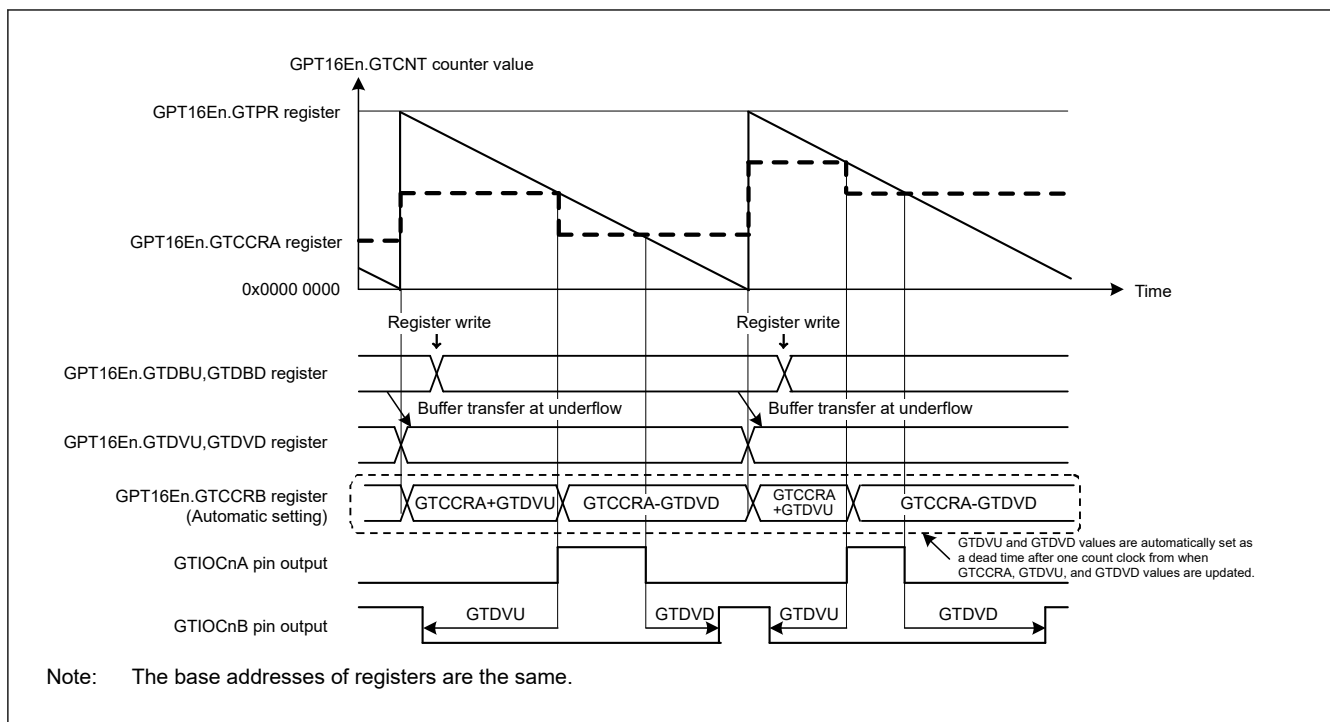 GPT16En.GTCNT counter value
GPT16En.GTPR register
GPT16En.GTCCRA register
0x0000 0000
Time
Register write
Register write
GPT16En.GTDBU,GTDBD register
Buffer transfer at underflow
Buffer transfer at underflow
GPT16En.GTDVU,GTDVD register
GPT16En.GTCCRB register
(Automatic setting)
GTCCRA+GTDVU
GTCCRA-GTDVD
GTCCRA
+GTDVU
GTCCRA-GTDVD
GTDVU and GTDVD values are automatically set as
a dead time after one count clock from when
GTCCRA, GTDVU, and GTDVD values are updated.
GTIOCnA pin output
GTIOCnB pin output
GTDVU
GTDVD
GTDVU
GTDVD
Note: The base addresses of registers are the same.